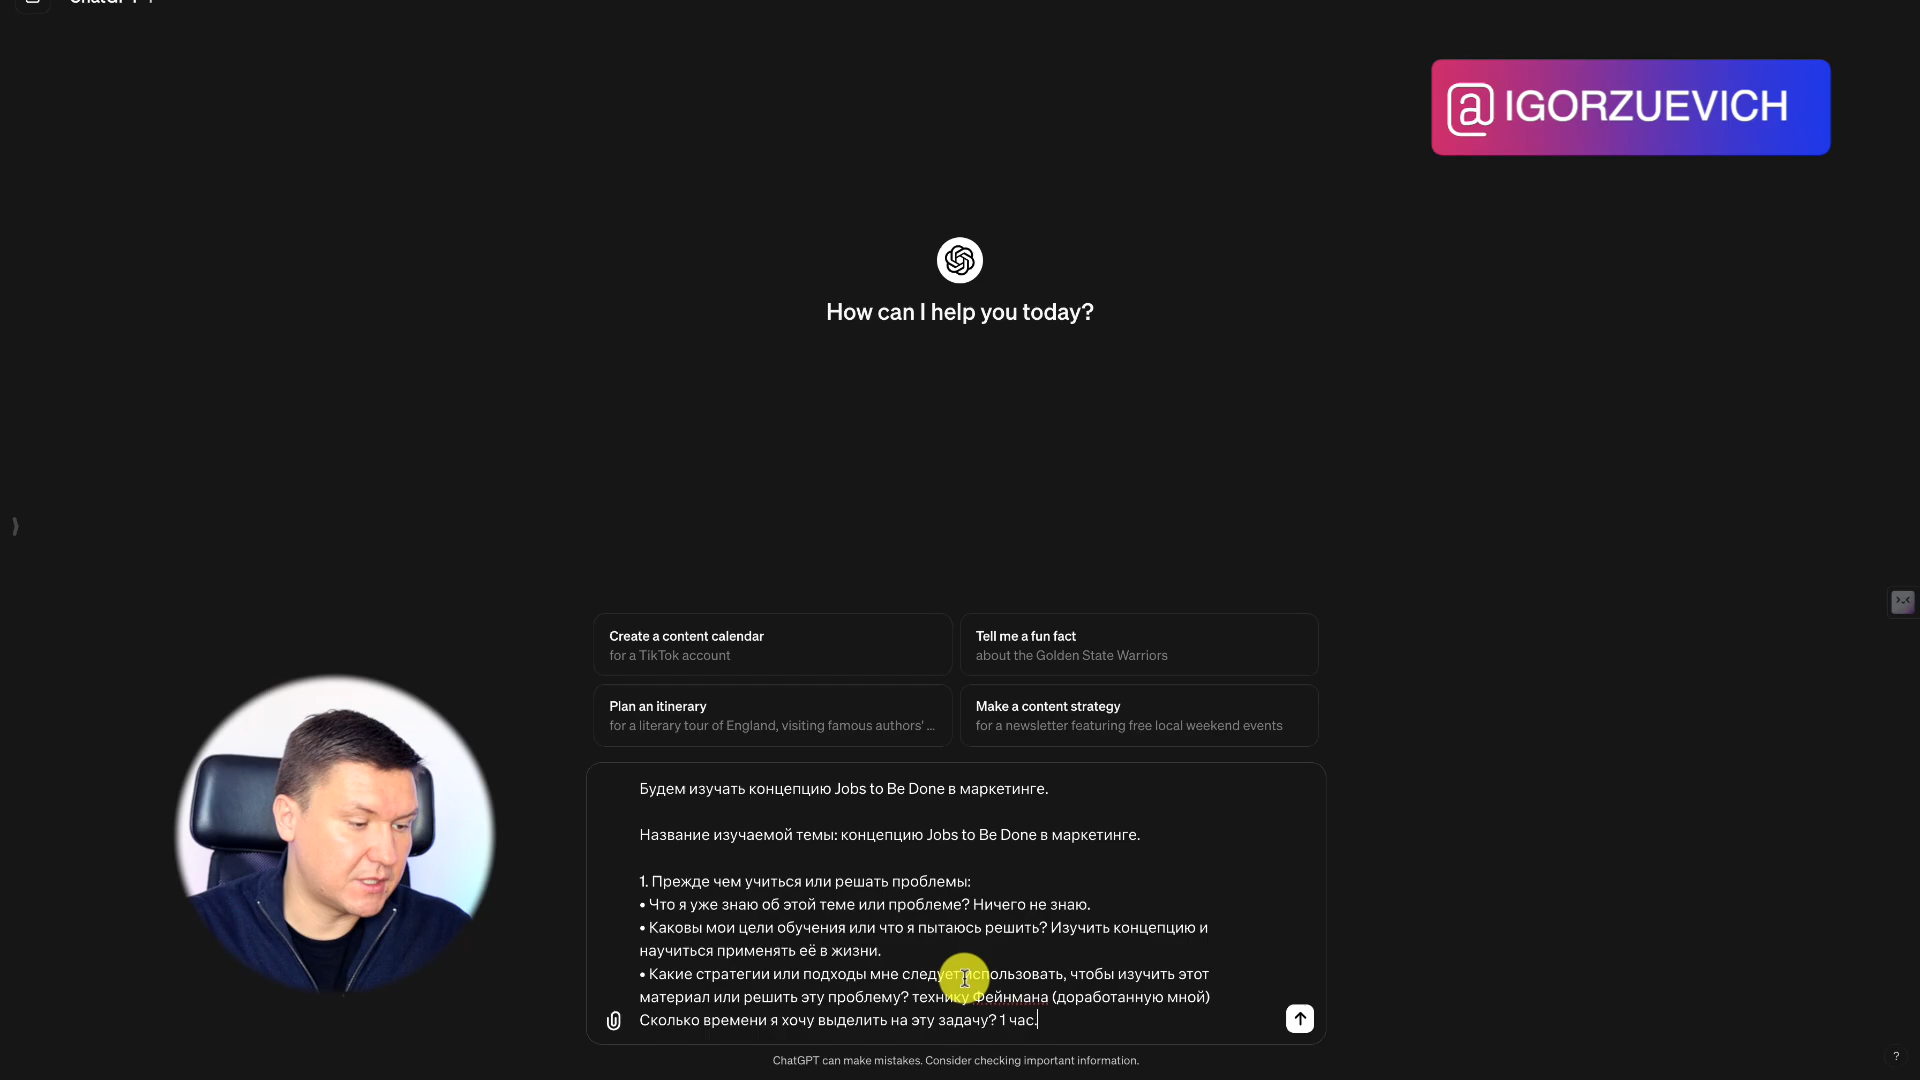 @IGORZUEVICH
How can I help you today?
Create a content calendar
for a TikTok account
Tell me a fun fact
about the Golden State Warriors
Plan an itinerary
for a literary tour of England, visiting famous authors' ...
Make a content strategy
for a newsletter featuring free local weekend events
Будем изучать концепцию Jobs to Be Done в маркетинге.
Название изучаемой темы: концепцию Jobs to Be Done в маркетинге.
1. Прежде чем учиться или решать проблемы:
• Что я уже знаю об этой теме или проблеме? Ничего не знаю.
• Каковы мои цели обучения или что я пытаюсь решить? Изучить концепцию и
научиться применять её в жизни.
• Какие стратегии или подходы мне следует использовать, чтобы изучить этот
материал или решить эту проблему? технику Фейнмана (доработанную мной)
Сколько времени я хочу выделить на эту задачу? 1 час.
ChatGPT can make mistakes. Consider checking important information.
?